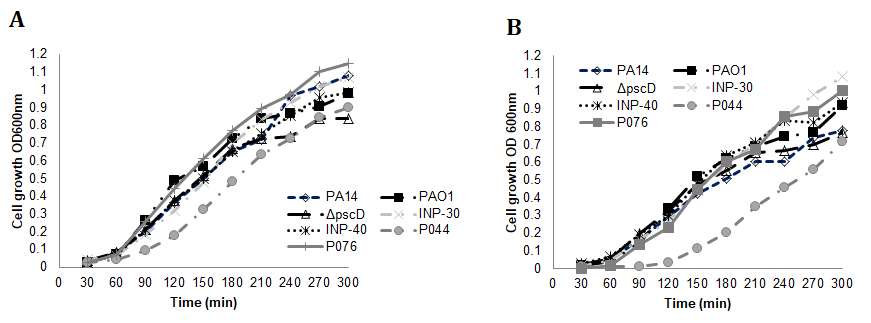 A
Cell growth OD600nm
1.2
1.1
1
0.9
0.8
0.7
0.6
0.5
0.4
0.3
0.2
0.1
0
30 60 90 120 150 180 210 240 270 300
Time (min)
PA14 PAO1
ΔpscD INP-30
INP-40 P044
P076
B
Cell growth OD 600nm
1.2
1.1
1
0.9
0.8
0.7
0.6
0.5
0.4
0.3
0.2
0.1
0
30 60 90 120 150 180 210 240 270 300
Time (min)
PA14 PAO1
ΔpscD INP-30
INP-40 P044
P076